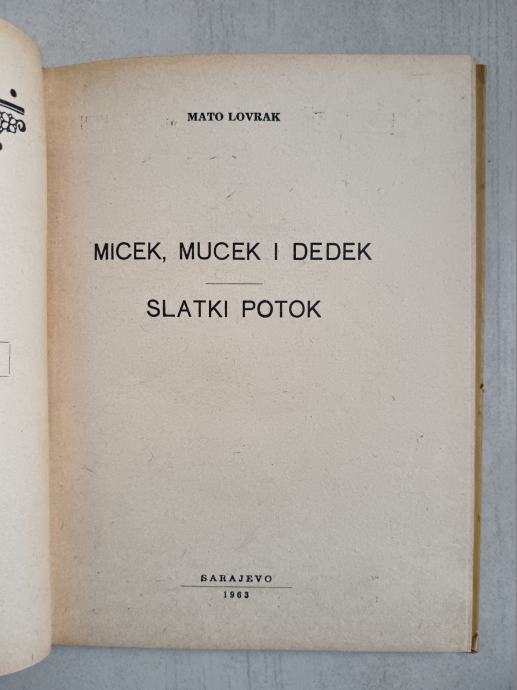 MATO LOVRAK
MICEK, MUCEK I DEDEK
SLATKI POTOK
SARAJEVO
1963